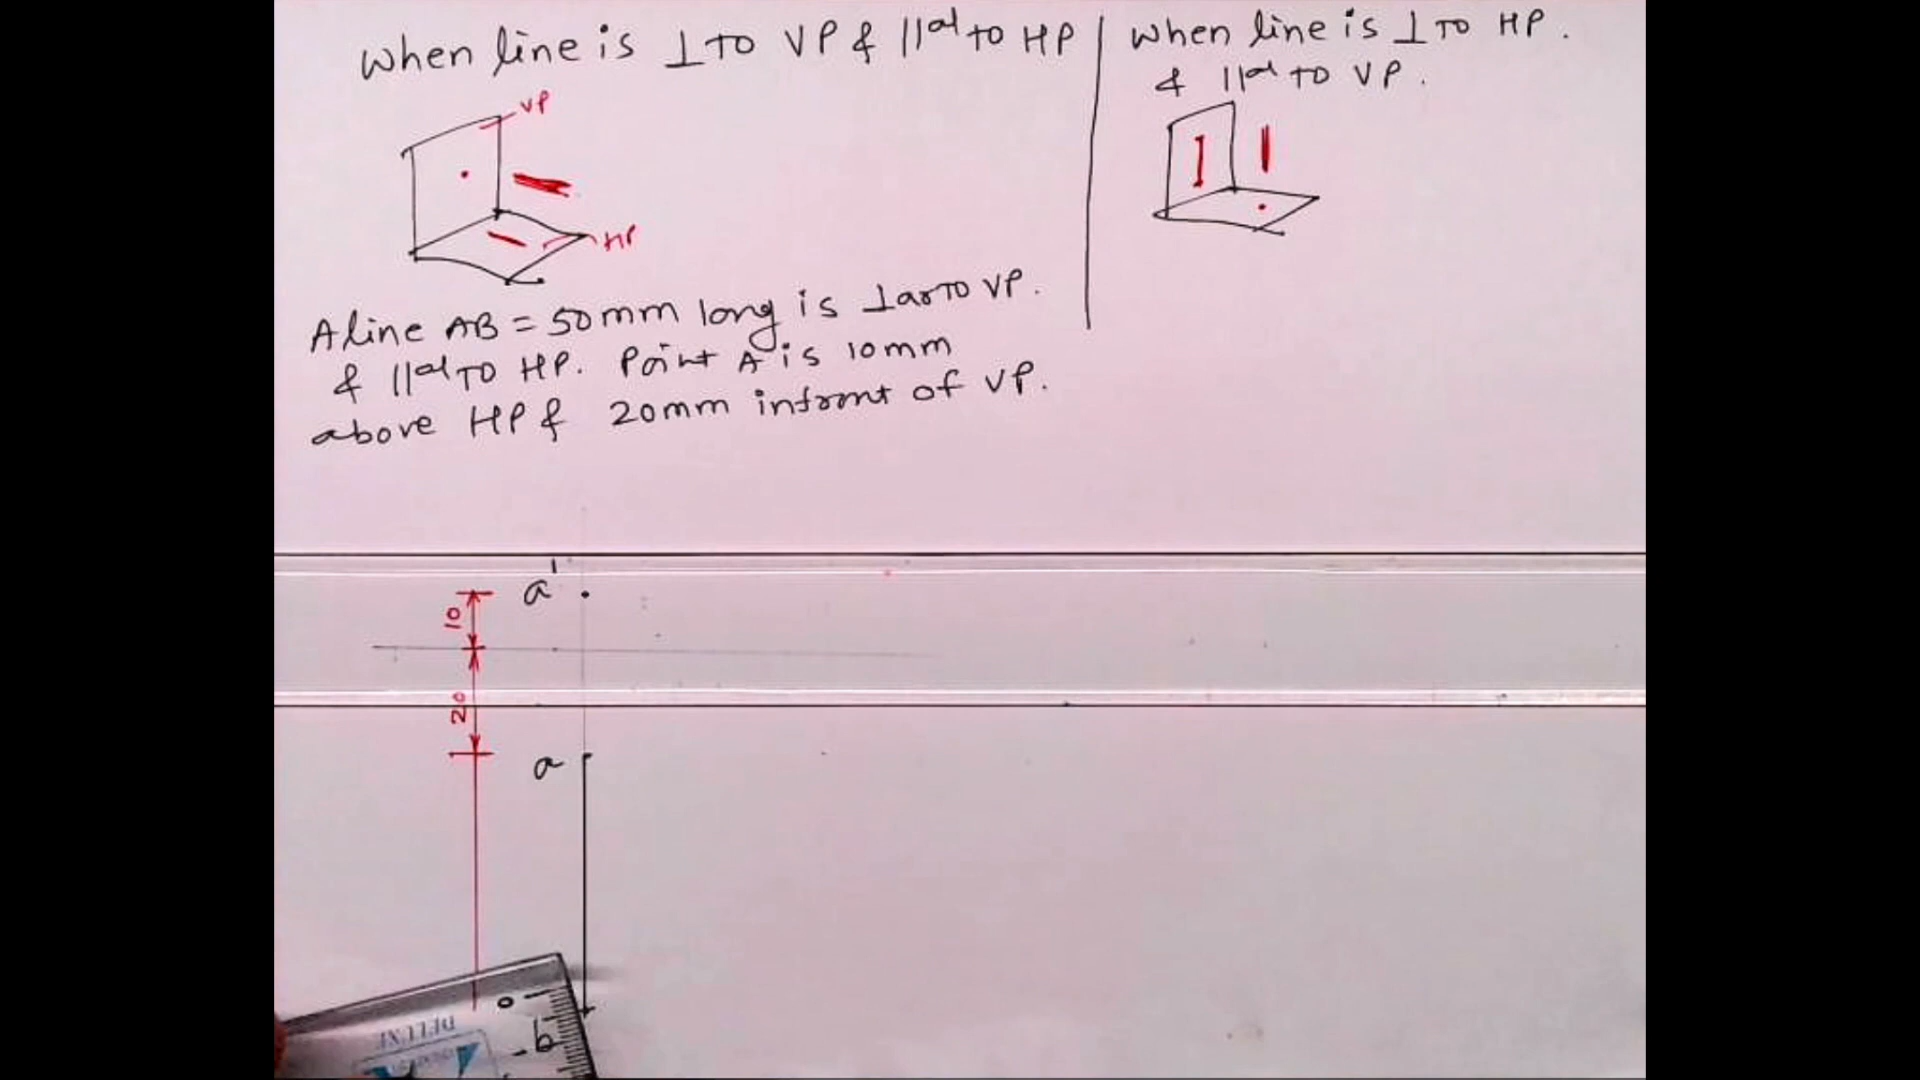 When line is ⊥ TO VP & ||al to HP
VP
HP
When line is ⊥ TO HP.
& ||al TO VP.
A line AB = 50mm long is ⊥ar TO VP.
& ||al TO HP. Point A is 10mm
above HP & 20mm infront of VP.
a'
10
20
a
0
b
DELUXE